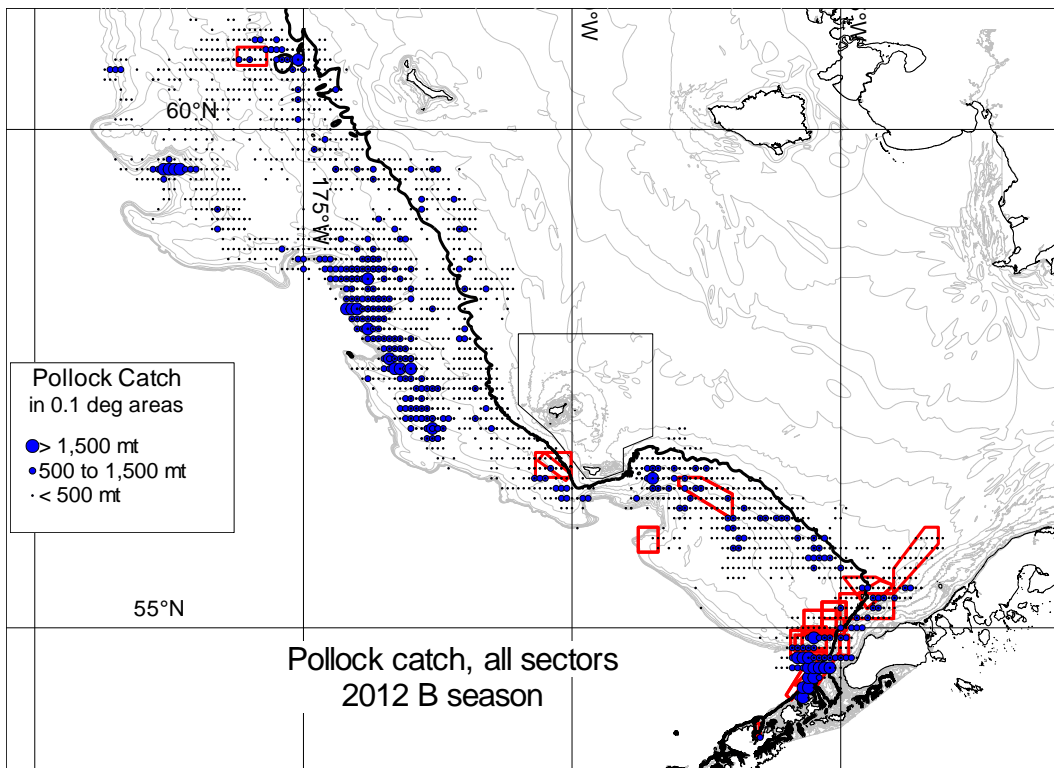 °W
°W
60°N
175°W
Pollock Catch
in 0.1 deg areas
> 1,500 mt
500 to 1,500 mt
< 500 mt
55°N
Pollock catch, all sectors
2012 B season